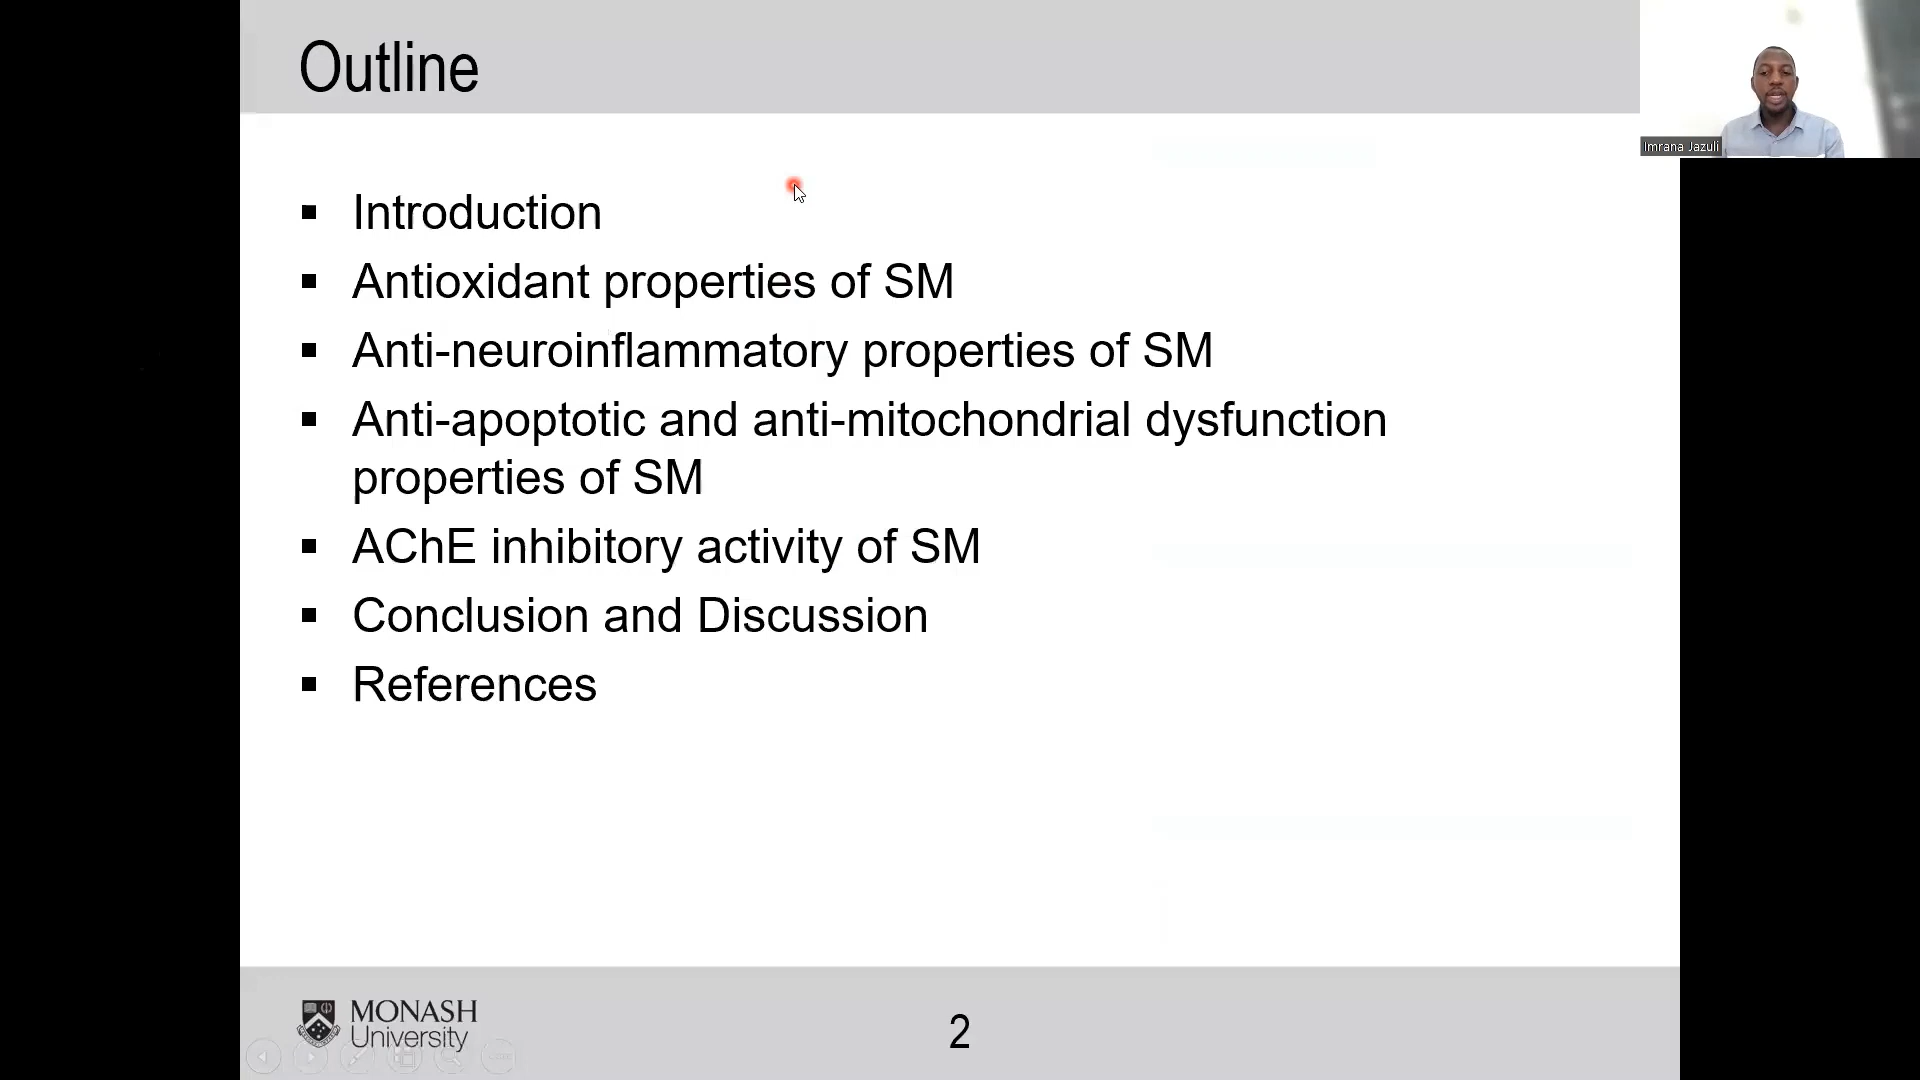 Outline
Imrana Jazuli
▪ Introduction
▪ Antioxidant properties of SM
▪ Anti-neuroinflammatory properties of SM
▪ Anti-apoptotic and anti-mitochondrial dysfunction
properties of SM
▪ AChE inhibitory activity of SM
▪ Conclusion and Discussion
▪ References
MONASH
University
2